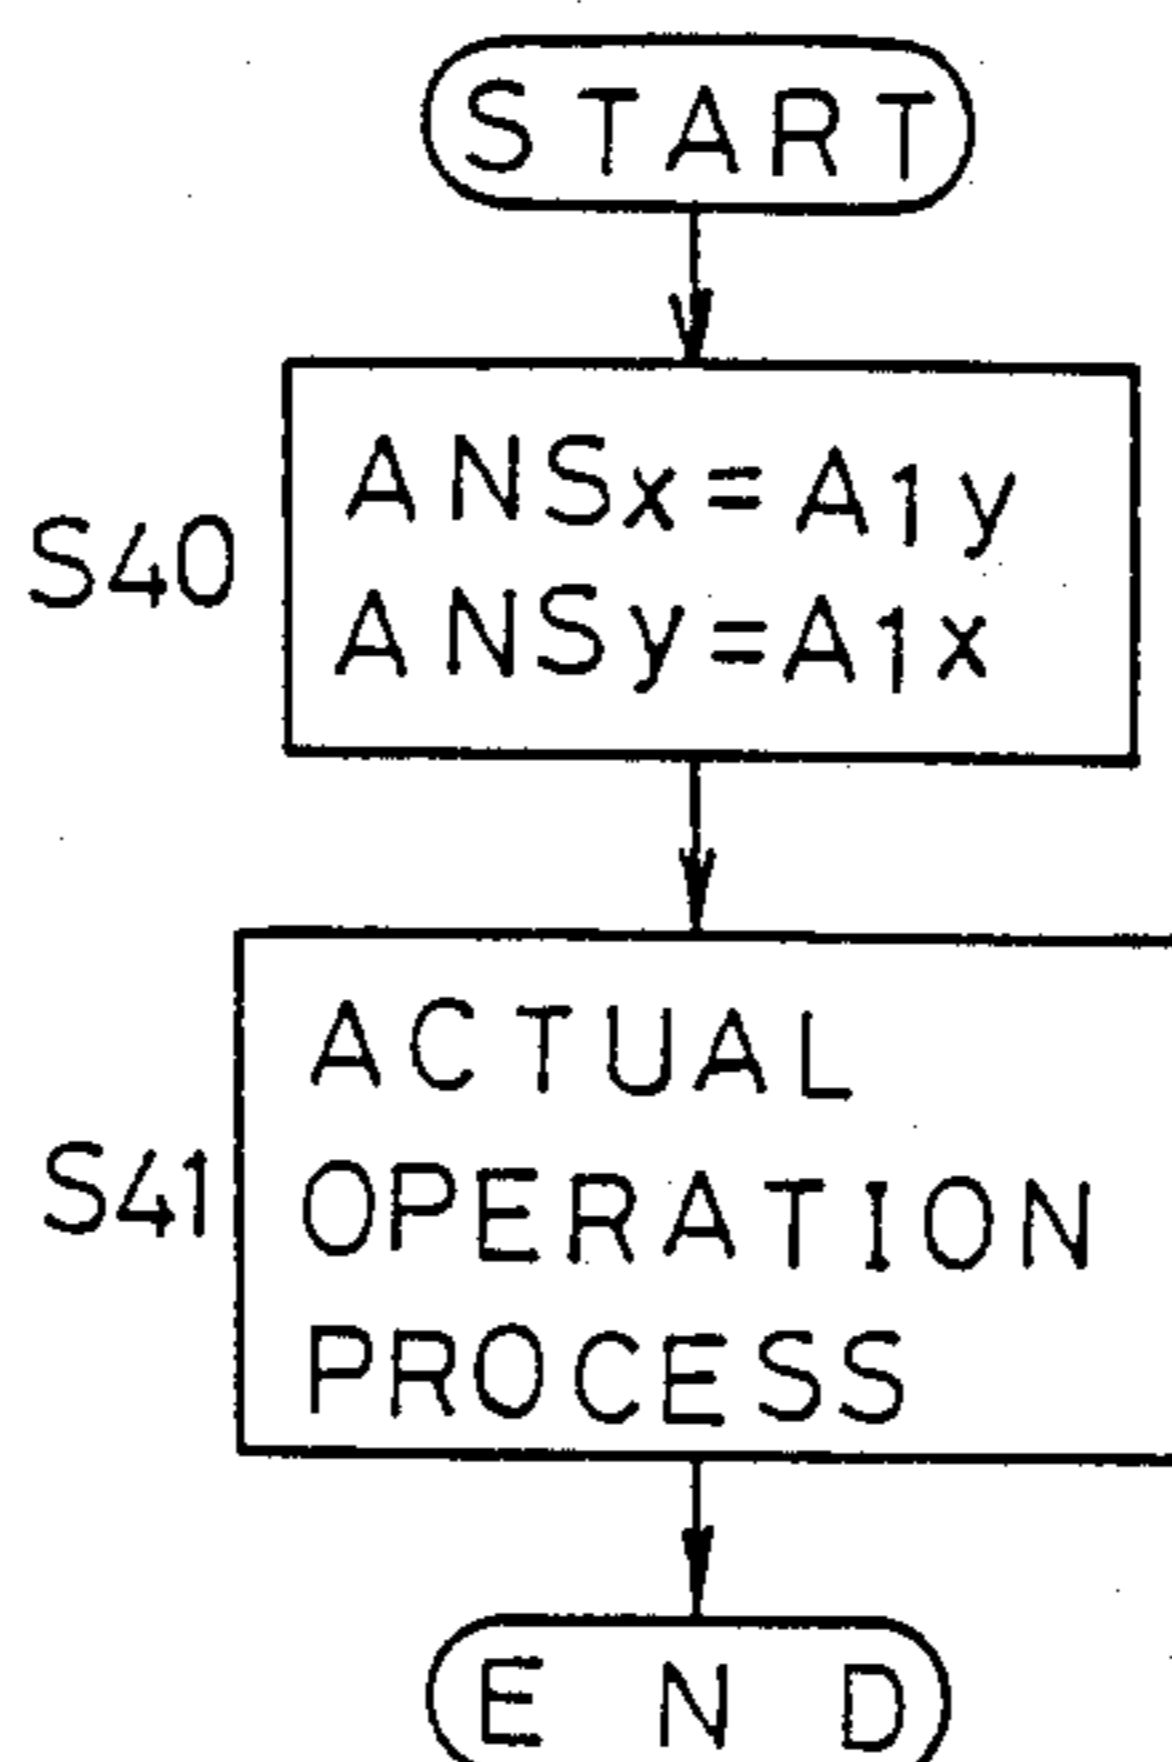 START
S40
ANSx=A1y
ANSy=A1x
S41
ACTUAL
OPERATION
PROCESS
END